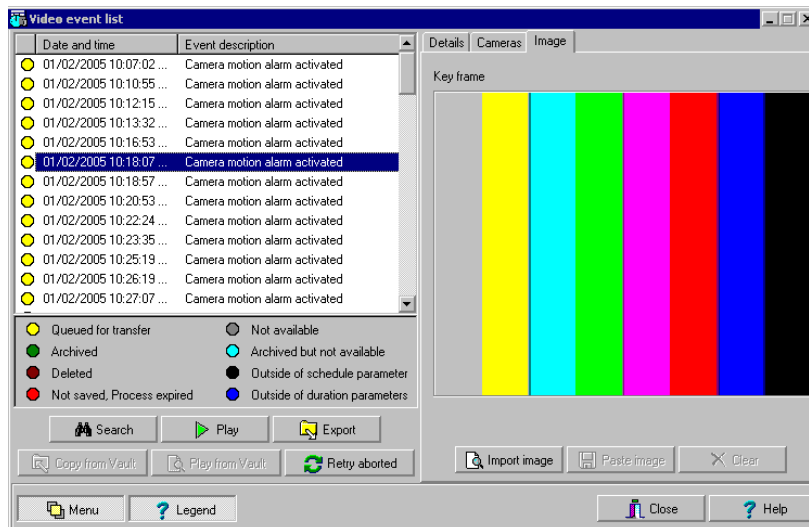 Video event list
Date and time Event description
01/02/2005 10:07:02 ... Camera motion alarm activated
01/02/2005 10:10:55 ... Camera motion alarm activated
01/02/2005 10:12:15 ... Camera motion alarm activated
01/02/2005 10:13:32 ... Camera motion alarm activated
01/02/2005 10:16:53 ... Camera motion alarm activated
01/02/2005 10:18:07 ... Camera motion alarm activated
01/02/2005 10:18:57 ... Camera motion alarm activated
01/02/2005 10:20:53 ... Camera motion alarm activated
01/02/2005 10:22:24 ... Camera motion alarm activated
01/02/2005 10:23:35 ... Camera motion alarm activated
01/02/2005 10:25:19 ... Camera motion alarm activated
01/02/2005 10:26:19 ... Camera motion alarm activated
01/02/2005 10:27:07 ... Camera motion alarm activated
Queued for transfer Not available
Archived Archived but not available
Deleted Outside of schedule parameter
Not saved, Process expired Outside of duration parameters
Search Play Export
Copy from Vault Play from Vault Retry aborted
Menu Legend
Details Cameras Image
Key frame
Import image Paste image Clear
Close Help